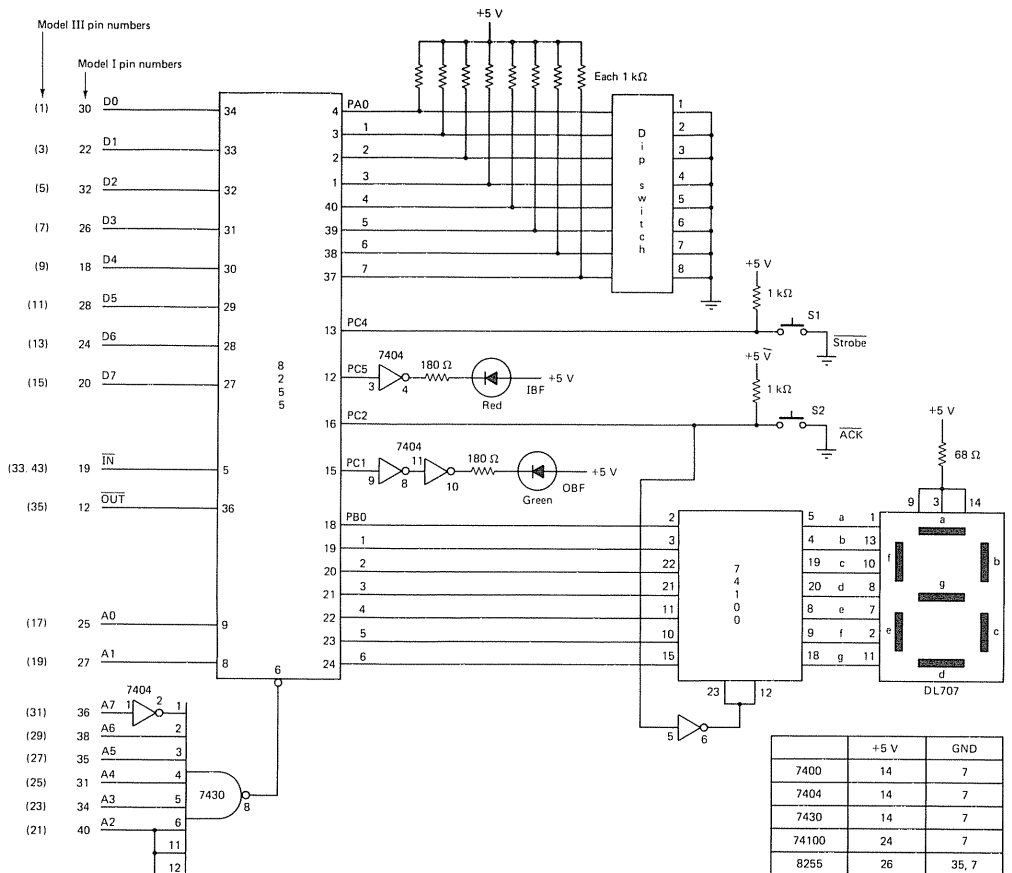 Model III pin numbers
Model I pin numbers
+5 V
Each 1 kΩ
(1) 30 D0 34
(3) 22 D1 33
(5) 32 D2 32
(7) 26 D3 31
(9) 18 D4 30
(11) 28 D5 29
(13) 24 D6 28
(15) 20 D7 27
(33. 43) 19 IN 5
(35) 12 OUT 36
(17) 25 A0 9
(19) 27 A1 8
8255
6
4 PA0
3 1
2 2
1 3
40 4
39 5
38 6
37 7
Dip switch
1
2
3
4
5
6
7
8
13 PC4
+5 V
1 kΩ
S1
Strobe
12 PC5
3 7404 4
180 Ω
Red
IBF
+5 V
16 PC2
+5 V
1 kΩ
S2
ACK
15 PC1
9 7404 8
11 10
180 Ω
Green
OBF
+5 V
18 PB0 2
19 1 3
20 2 22
21 3 21
22 4 11
23 5 10
24 6 15
74100
23 12
5 6
5 a 1
4 b 13
19 c 10
20 d 8
8 e 7
9 f 2
18 g 11
+5 V
68 Ω
9 3 14
a
f b
g
e c
d
DL707
(31) 36 A7 1 7404 2 1
(29) 38 A6 2
(27) 35 A5 3
(25) 31 A4 4
(23) 34 A3 5
(21) 40 A2 6
11
12
7430
8
+5 V GND
7400 14 7
7404 14 7
7430 14 7
74100 24 7
8255 26 35, 7